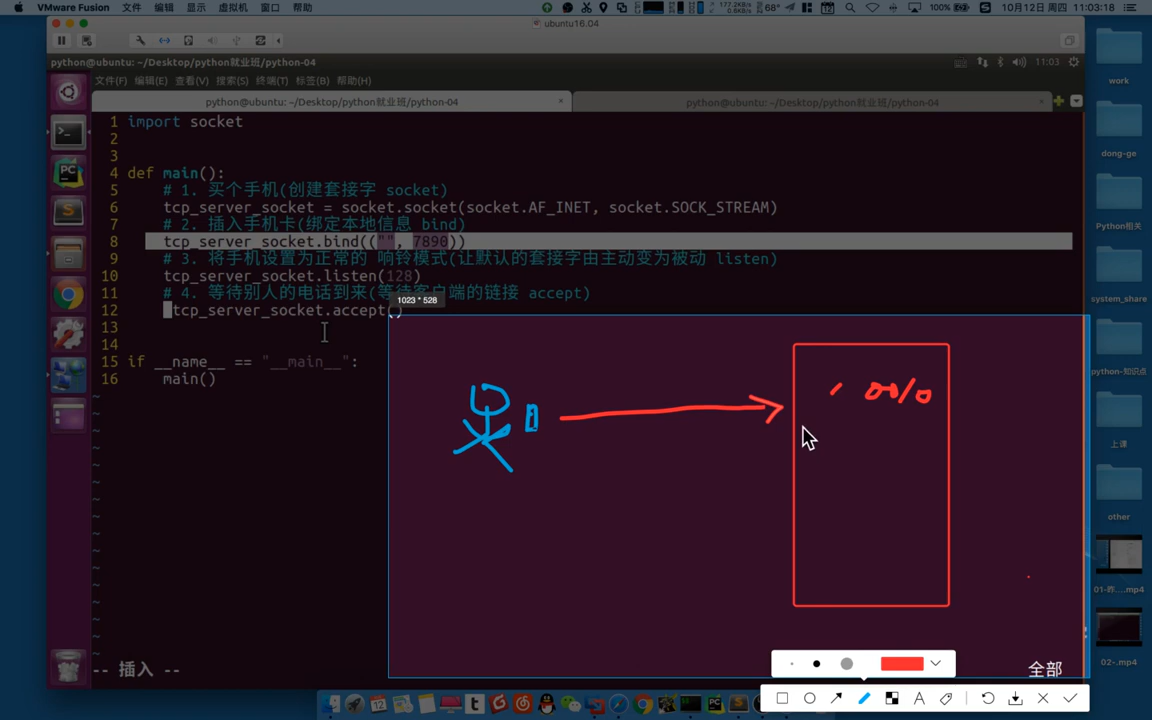 VMware Fusion 文件 编辑 显示 虚拟机 窗口 帮助
68° 100% 10月12日 周四 11:03:18
ubuntu16.04
python@ubuntu: ~/Desktop/python就业班/python-04
11:03
文件(F) 编辑(E) 查看(V) 搜索(S) 终端(T) 标签(B) 帮助(H)
python@ubuntu: ~/Desktop/python就业班/python-04 × python@ubuntu: ~/Desktop/python就业班/python-04 ×
1 import socket
2
3
4 def main():
5 # 1. 买个手机(创建套接字 socket)
6 tcp_server_socket = socket.socket(socket.AF_INET, socket.SOCK_STREAM)
7 # 2. 插入手机卡(绑定本地信息 bind)
8 tcp_server_socket.bind(("", 7890))
9 # 3. 将手机设置为正常的 响铃模式(让默认的套接字由主动变为被动 listen)
10 tcp_server_socket.listen(128)
11 # 4. 等待别人的电话到来(等待客户端的链接 accept)
1023 * 528
12 tcp_server_socket.accept()
13
14
15 if __name__ == "__main__":
16 main()
-- 插入 --
全部
work
dong-ge
Python相关
system_share
python-知识点
上课
other
01-昨....mp4
02-.mp4